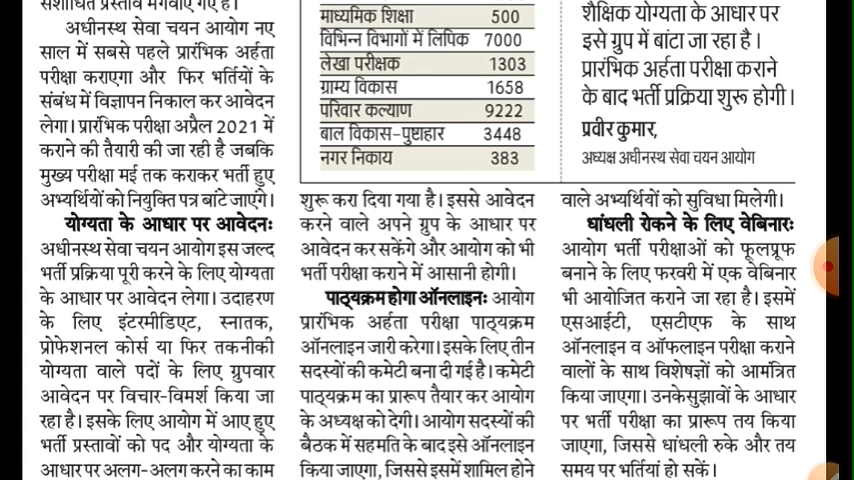 संशोधित प्रस्ताव मंगवाए गए हैं।
अधीनस्थ सेवा चयन आयोग नए
साल में सबसे पहले प्रारंभिक अर्हता
परीक्षा कराएगा और फिर भर्तियों के
संबंध में विज्ञापन निकाल कर आवेदन
लेगा। प्रारंभिक परीक्षा अप्रैल 2021 में
कराने की तैयारी की जा रही है जबकि
मुख्य परीक्षा मई तक कराकर भर्ती हुए
अभ्यर्थियों को नियुक्ति पत्र बांटे जाएंगे।
योग्यता के आधार पर आवेदनः
अधीनस्थ सेवा चयन आयोग इस जल्द
भर्ती प्रक्रिया पूरी करने के लिए योग्यता
के आधार पर आवेदन लेगा। उदाहरण
के लिए इंटरमीडिएट, स्नातक,
प्रोफेशनल कोर्स या फिर तकनीकी
योग्यता वाले पदों के लिए ग्रुपवार
आवेदन पर विचार-विमर्श किया जा
रहा है। इसके लिए आयोग में आए हुए
भर्ती प्रस्तावों को पद और योग्यता के
आधार पर अलग-अलग करने का काम
माध्यमिक शिक्षा 500
विभिन्न विभागों में लिपिक 7000
लेखा परीक्षक 1303
ग्राम्य विकास 1658
परिवार कल्याण 9222
बाल विकास-पुष्टाहार 3448
नगर निकाय 383
शैक्षिक योग्यता के आधार पर
इसे ग्रुप में बांटा जा रहा है।
प्रारंभिक अर्हता परीक्षा कराने
के बाद भर्ती प्रक्रिया शुरू होगी।
प्रवीर कुमार,
अध्यक्ष अधीनस्थ सेवा चयन आयोग
शुरू करा दिया गया है। इससे आवेदन
करने वाले अपने ग्रुप के आधार पर
आवेदन कर सकेंगे और आयोग को भी
भर्ती परीक्षा कराने में आसानी होगी।
पाठ्यक्रम होगा ऑनलाइनः आयोग
प्रारंभिक अर्हता परीक्षा पाठ्यक्रम
ऑनलाइन जारी करेगा। इसके लिए तीन
सदस्यों की कमेटी बना दी गई है। कमेटी
पाठ्यक्रम का प्रारूप तैयार कर आयोग
के अध्यक्ष को देगी। आयोग सदस्यों की
बैठक में सहमति के बाद इसे ऑनलाइन
किया जाएगा, जिससे इसमें शामिल होने
वाले अभ्यर्थियों को सुविधा मिलेगी।
धांधली रोकने के लिए वेबिनारः
आयोग भर्ती परीक्षाओं को फूलप्रूफ
बनाने के लिए फरवरी में एक वेबिनार
भी आयोजित कराने जा रहा है। इसमें
एसआईटी, एसटीएफ के साथ
ऑनलाइन व ऑफलाइन परीक्षा कराने
वालों के साथ विशेषज्ञों को आमंत्रित
किया जाएगा। उनकेसुझावों के आधार
पर भर्ती परीक्षा का प्रारूप तय किया
जाएगा, जिससे धांधली रुके और तय
समय पर भर्तियां हो सकें।